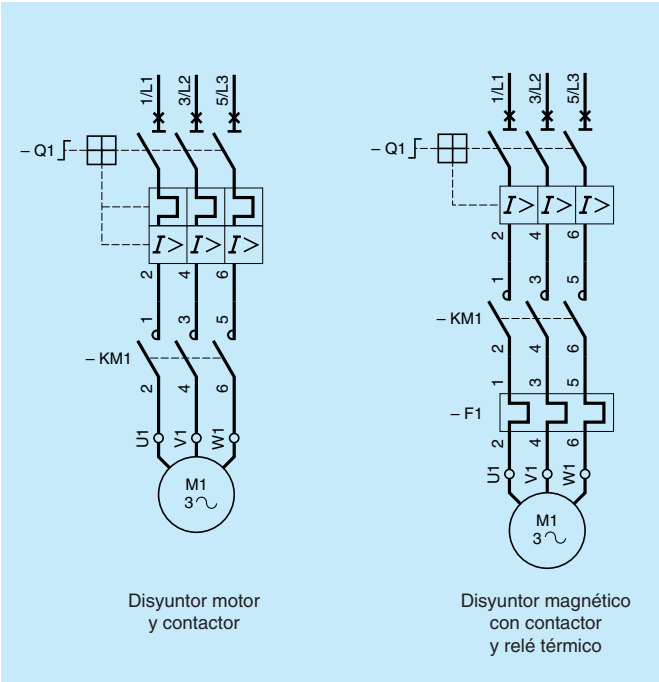 1/L1 3/L2 5/L3
– Q1
I> I> I>
2 4 6
1 3 5
– KM1
2 4 6
U1 V1 W1
M1
3
Disyuntor motor
y contactor
1/L1 3/L2 5/L3
– Q1
I> I> I>
2 4 6
1 3 5
– KM1
2 4 6
1 3 5
– F1
2 4 6
U1 V1 W1
M1
3
Disyuntor magnético
con contactor
y relé térmico